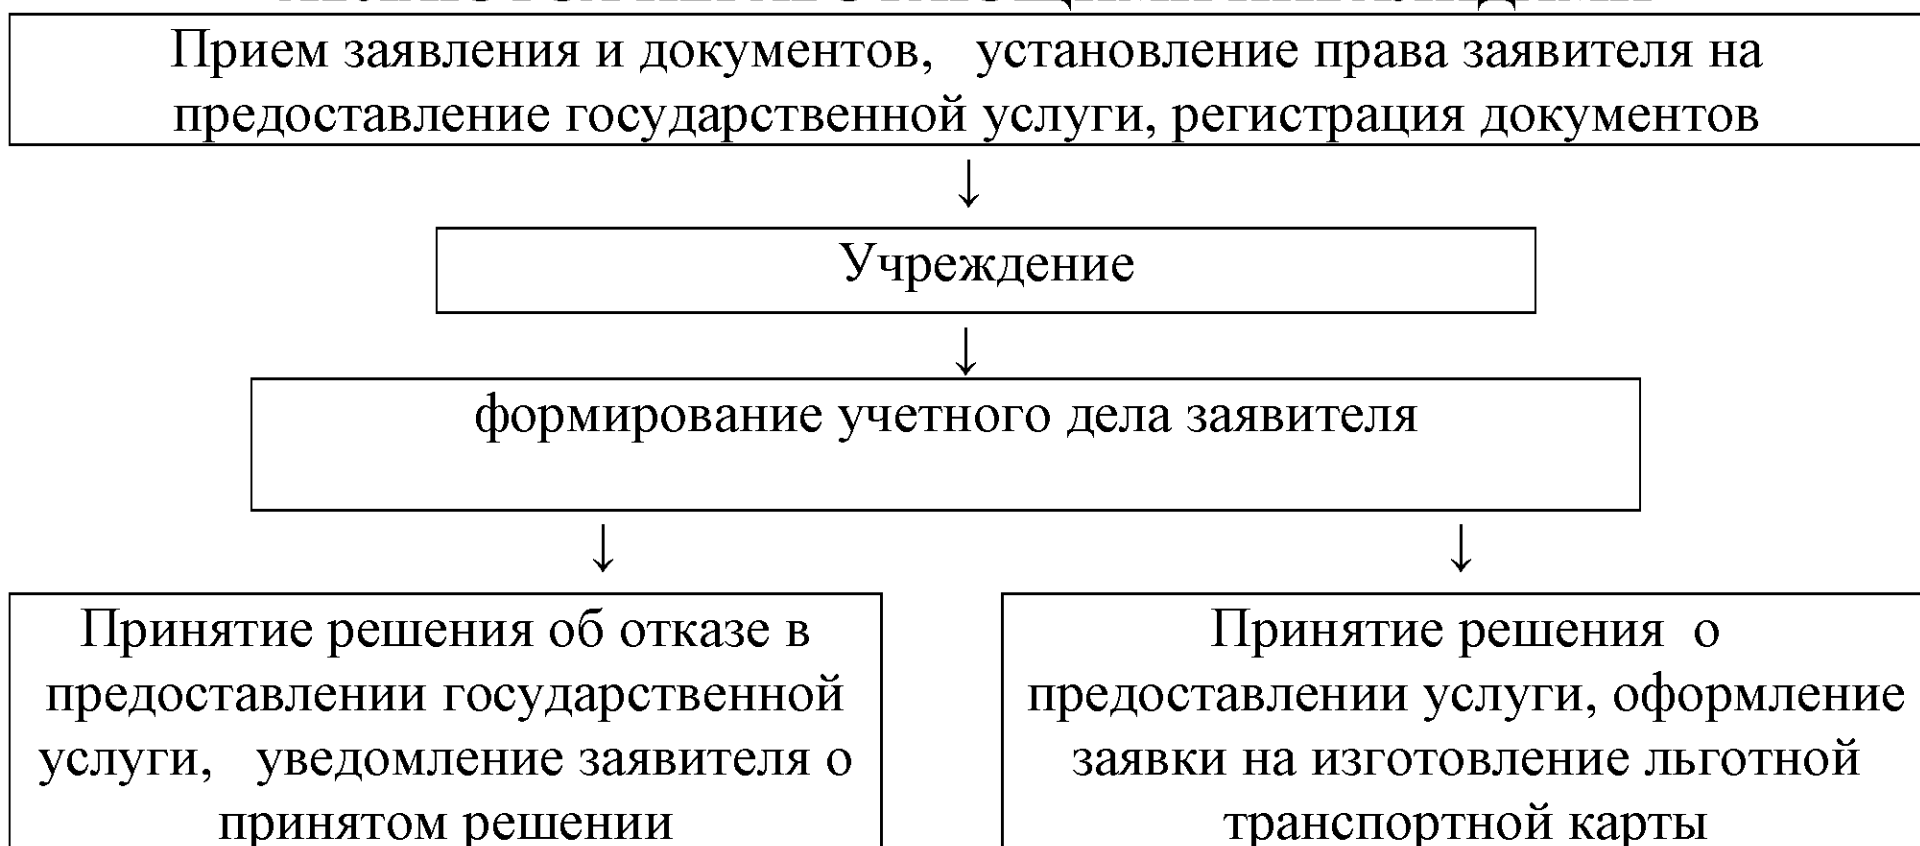 Прием заявления и документов, установление права заявителя на
предоставление государственной услуги, регистрация документов
↓
Учреждение
↓
формирование учетного дела заявителя
↓ ↓
Принятие решения об отказе в
предоставлении государственной
услуги, уведомление заявителя о
принятом решении
Принятие решения о
предоставлении услуги, оформление
заявки на изготовление льготной
транспортной карты